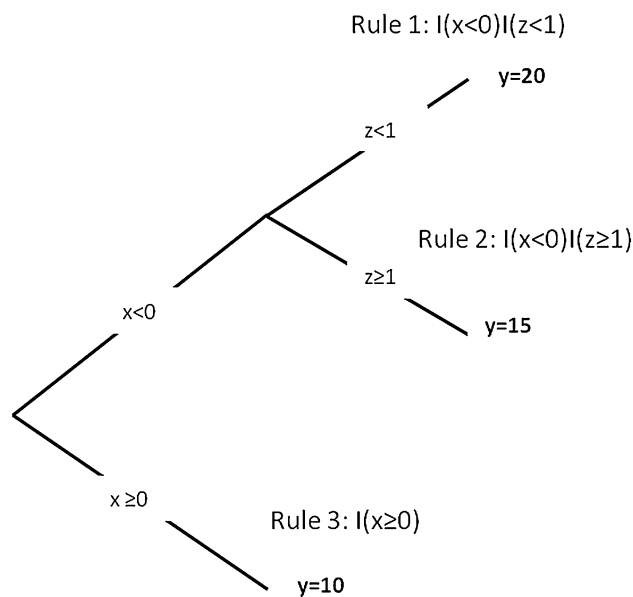 Rule 1: I(x<0)I(z<1)
y=20
z<1
Rule 2: I(x<0)I(z≥1)
z≥1
x<0
y=15
x ≥0
Rule 3: I(x≥0)
y=10